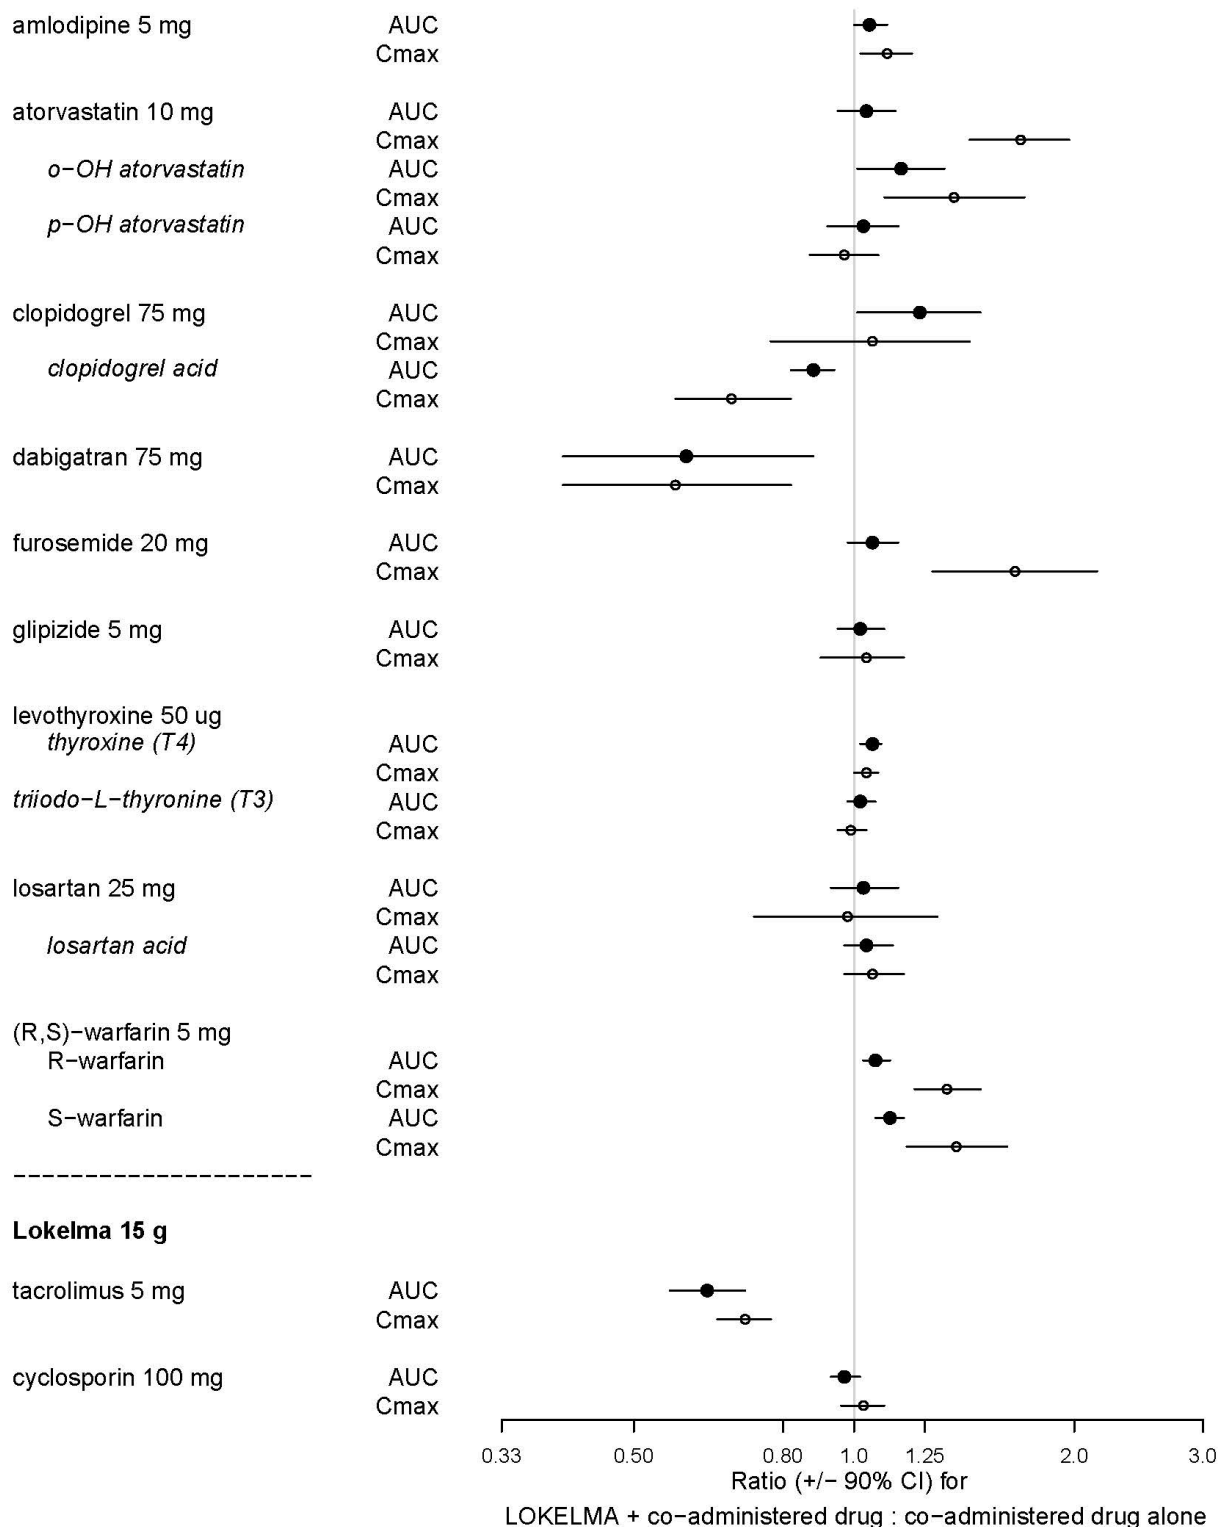 amlodipine 5 mg AUC
Cmax
atorvastatin 10 mg AUC
Cmax
o−OH atorvastatin AUC
Cmax
p−OH atorvastatin AUC
Cmax
clopidogrel 75 mg AUC
Cmax
clopidogrel acid AUC
Cmax
dabigatran 75 mg AUC
Cmax
furosemide 20 mg AUC
Cmax
glipizide 5 mg AUC
Cmax
levothyroxine 50 ug
thyroxine (T4) AUC
Cmax
triiodo−L−thyronine (T3) AUC
Cmax
losartan 25 mg AUC
Cmax
losartan acid AUC
Cmax
(R,S)−warfarin 5 mg
R−warfarin AUC
Cmax
S−warfarin AUC
Cmax
−−−−−−−−−−−−−−−−−−−−−
Lokelma 15 g
tacrolimus 5 mg AUC
Cmax
cyclosporin 100 mg AUC
Cmax
0.33 0.50 0.80 1.0 1.25 2.0 3.0
Ratio (+/− 90% CI) for
LOKELMA + co−administered drug : co−administered drug alone